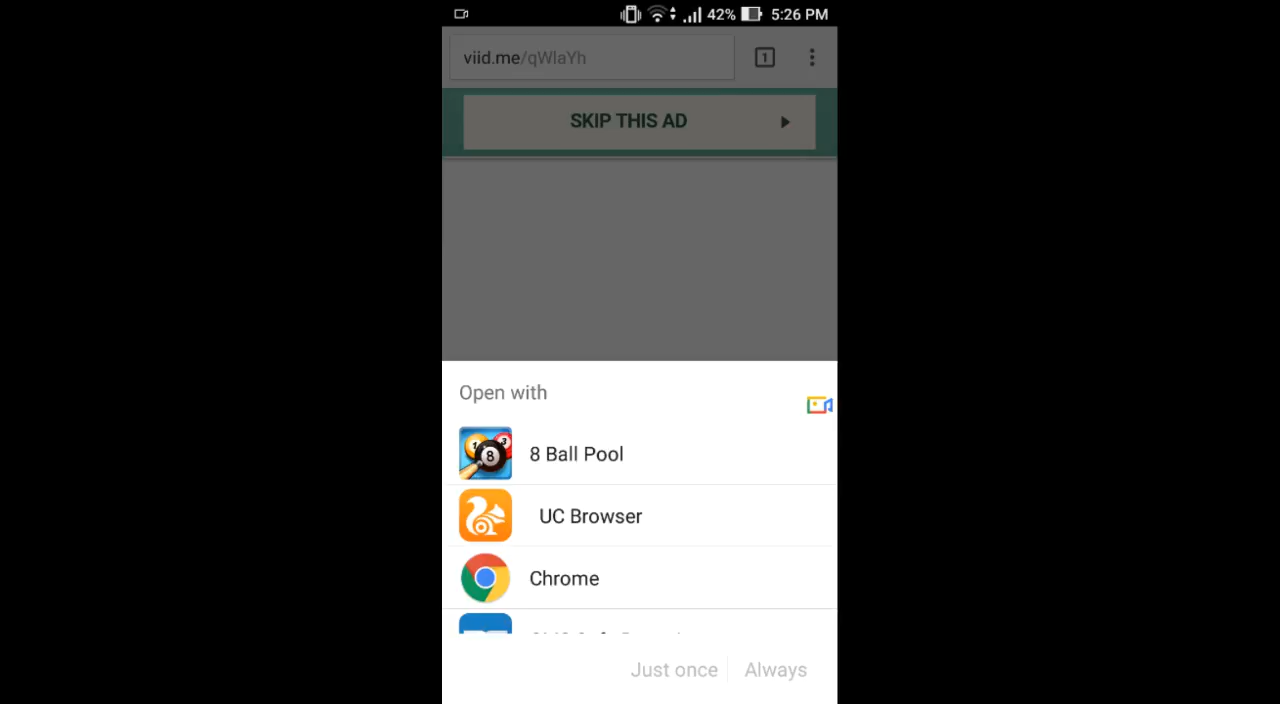 42% 5:26 PM
viid.me/qWlaYh
1
SKIP THIS AD
Open with
8 Ball Pool
UC Browser
Chrome
Just once
Always